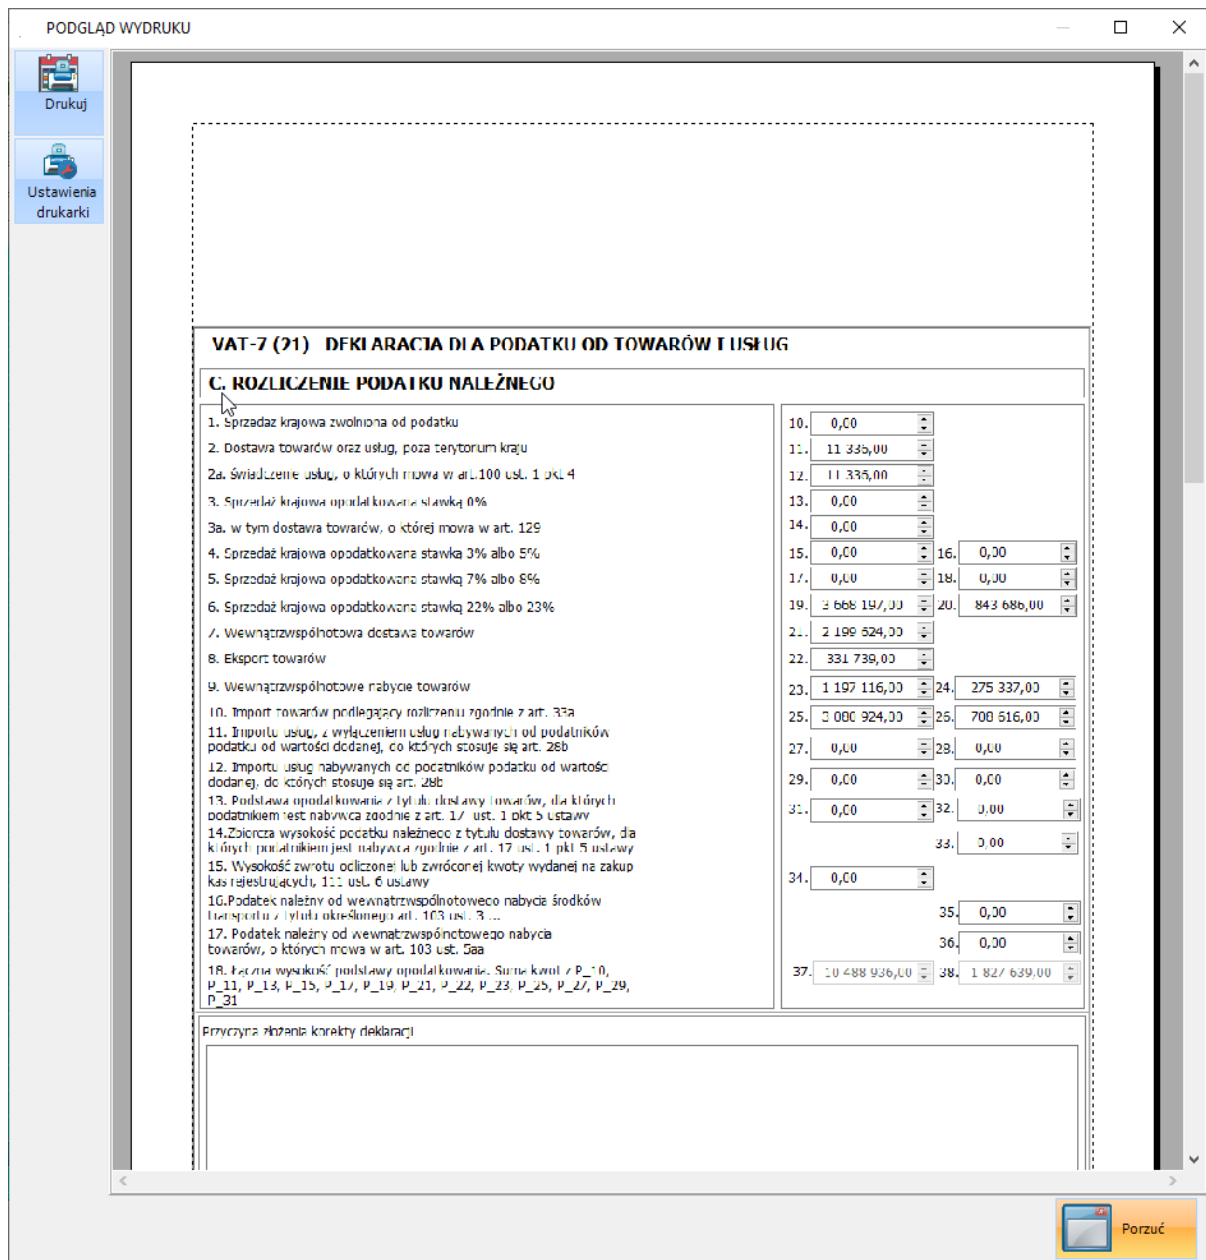 PODGLĄD WYDRUKU
Drukuj
Ustawienia
drukarki
VAT-7 (21) DEKLARACJA DLA PODATKU OD TOWARÓW I USŁUG
C. ROZLICZENIE PODATKU NALEŻNEGO
1. Sprzedaż krajowa zwolniona od podatku 10. 0,00
2. Dostawa towarów oraz usług, poza terytorium kraju 11. 11 336,00
2a. świadczenie usług, o których mowa w art.100 ust. 1 pkt 4 12. 11 336,00
3. Sprzedaż krajowa opodatkowana stawką 0% 13. 0,00
3a. w tym dostawa towarów, o której mowa w art. 129 14. 0,00
4. Sprzedaż krajowa opodatkowana stawką 3% albo 5% 15. 0,00 16. 0,00
5. Sprzedaż krajowa opodatkowana stawką 7% albo 8% 17. 0,00 18. 0,00
6. Sprzedaż krajowa opodatkowana stawką 22% albo 23% 19. 3 668 197,00 20. 843 686,00
7. Wewnątrzwspólnotowa dostawa towarów 21. 2 199 624,00
8. Eksport towarów 22. 331 739,00
9. Wewnątrzwspólnotowe nabycie towarów 23. 1 197 116,00 24. 275 337,00
10. Import towarów podlegający rozliczeniu zgodnie z art. 33a 25. 3 080 924,00 26. 708 616,00
11. Importu usług, z wyłączeniem usług nabywanych od podatników
podatku od wartości dodanej, do których stosuje się art. 28b 27. 0,00 28. 0,00
12. Importu usług nabywanych od podatników podatku od wartości
dodanej, do których stosuje się art. 28b 29. 0,00 30. 0,00
13. Podstawa opodatkowania z tytułu dostawy towarów, dla których
podatnikiem jest nabywca zgodnie z art. 17 ust. 1 pkt 5 ustawy 31. 0,00 32. 0,00
14.Zbiorcza wysokość podatku należnego z tytułu dostawy towarów, dla
których podatnikiem jest nabywca zgodnie z art. 17 ust. 1 pkt 5 ustawy 33. 0,00
15. Wysokość zwrotu odliczonej lub zwróconej kwoty wydanej na zakup
kas rejestrujących, 111 ust. 6 ustawy 34. 0,00
16.Podatek należny od wewnątrzwspólnotowego nabycia środków
transportu z tytułu określonego art. 103 ust. 3 ... 35. 0,00
17. Podatek należny od wewnątrzwspólnotowego nabycia
towarów, o których mowa w art. 103 ust. 5aa 36. 0,00
18. Łączna wysokość podstawy opodatkowania. Suma kwot z P_10, 37. 10 488 936,00 38. 1 827 639,00
P_11, P_13, P_15, P_17, P_19, P_21, P_22, P_23, P_25, P_27, P_29,
P_31
Przyczyna złożenia korekty deklaracji
Porzuć